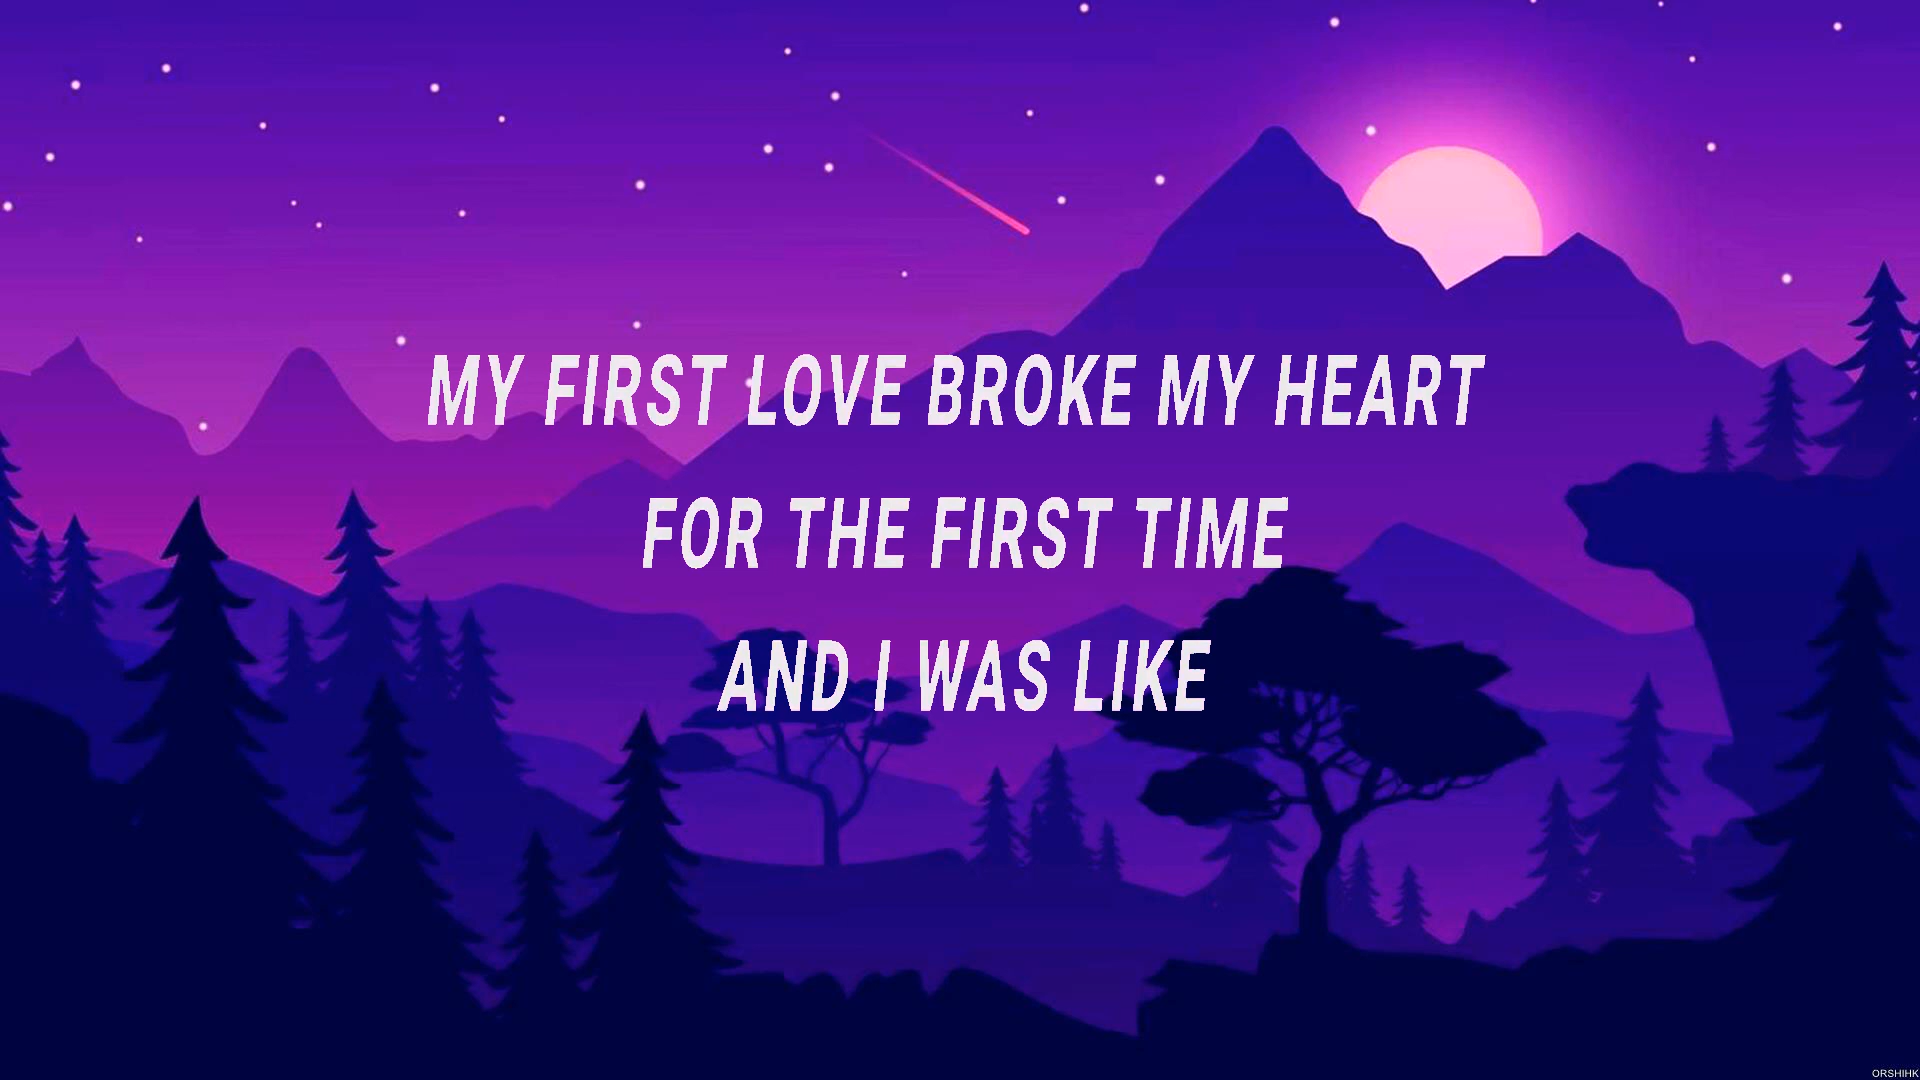 MY FIRST LOVE BROKE MY HEART
FOR THE FIRST TIME
AND I WAS LIKE
ORSHIHK